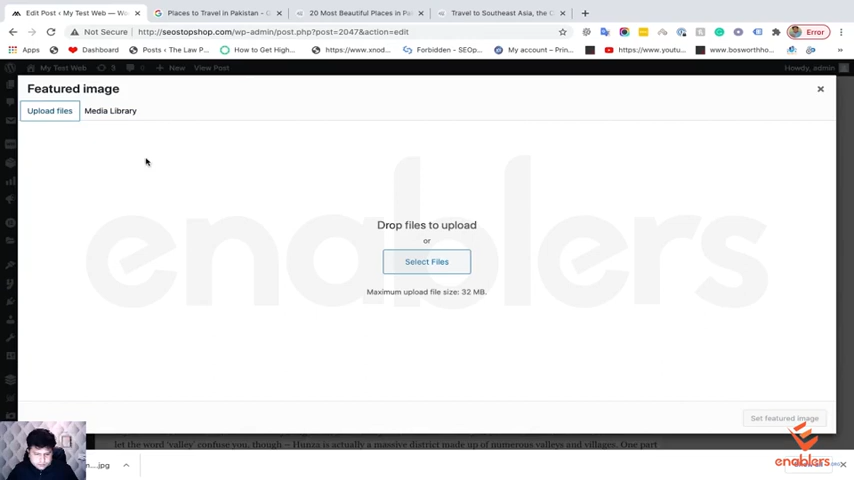 Edit Post ‹ My Test Web — W
Places to Travel in Pakistan - G
20 Most Beautiful Places in Pa
Travel to Southeast Asia, the C
Not Secure
http://seostopshop.com/wp-admin/post.php?post=2047&action=edit
Error
Apps
Dashboard
Posts ‹ The Law P...
How to Get High...
https://www.xnod...
Forbidden - SEOp...
My account – Prin...
https://www.youtu...
www.bosworthho...
My Test Web
3
0
New
View Post
Howdy, admin
Featured image
Upload files
Media Library
enablers
Drop files to upload
or
Select Files
Maximum upload file size: 32 MB.
Set featured image
let the word 'valley' confuse you, though – Hunza is actually a massive district made up of numerous valleys and villages. One part
n....jpg
enablers